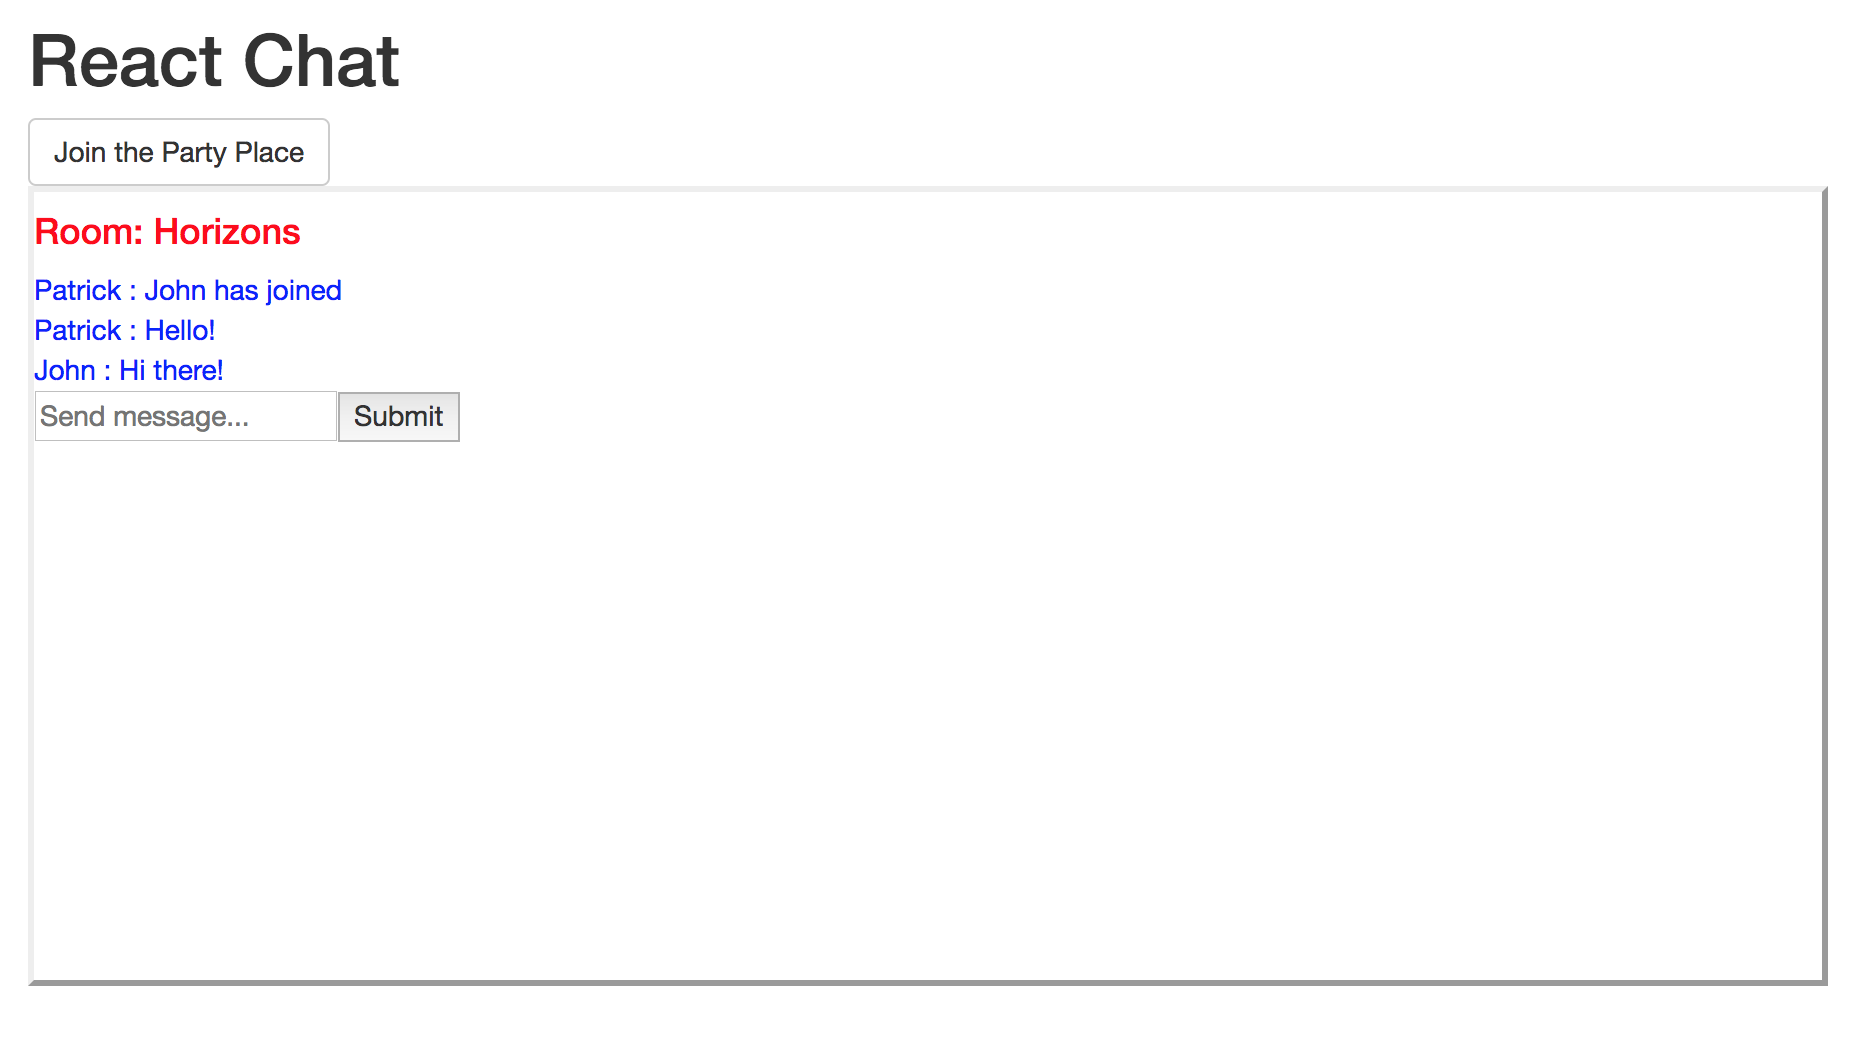 React Chat
Join the Party Place
Room: Horizons
Patrick : John has joined
Patrick : Hello!
John : Hi there!
Send message... Submit